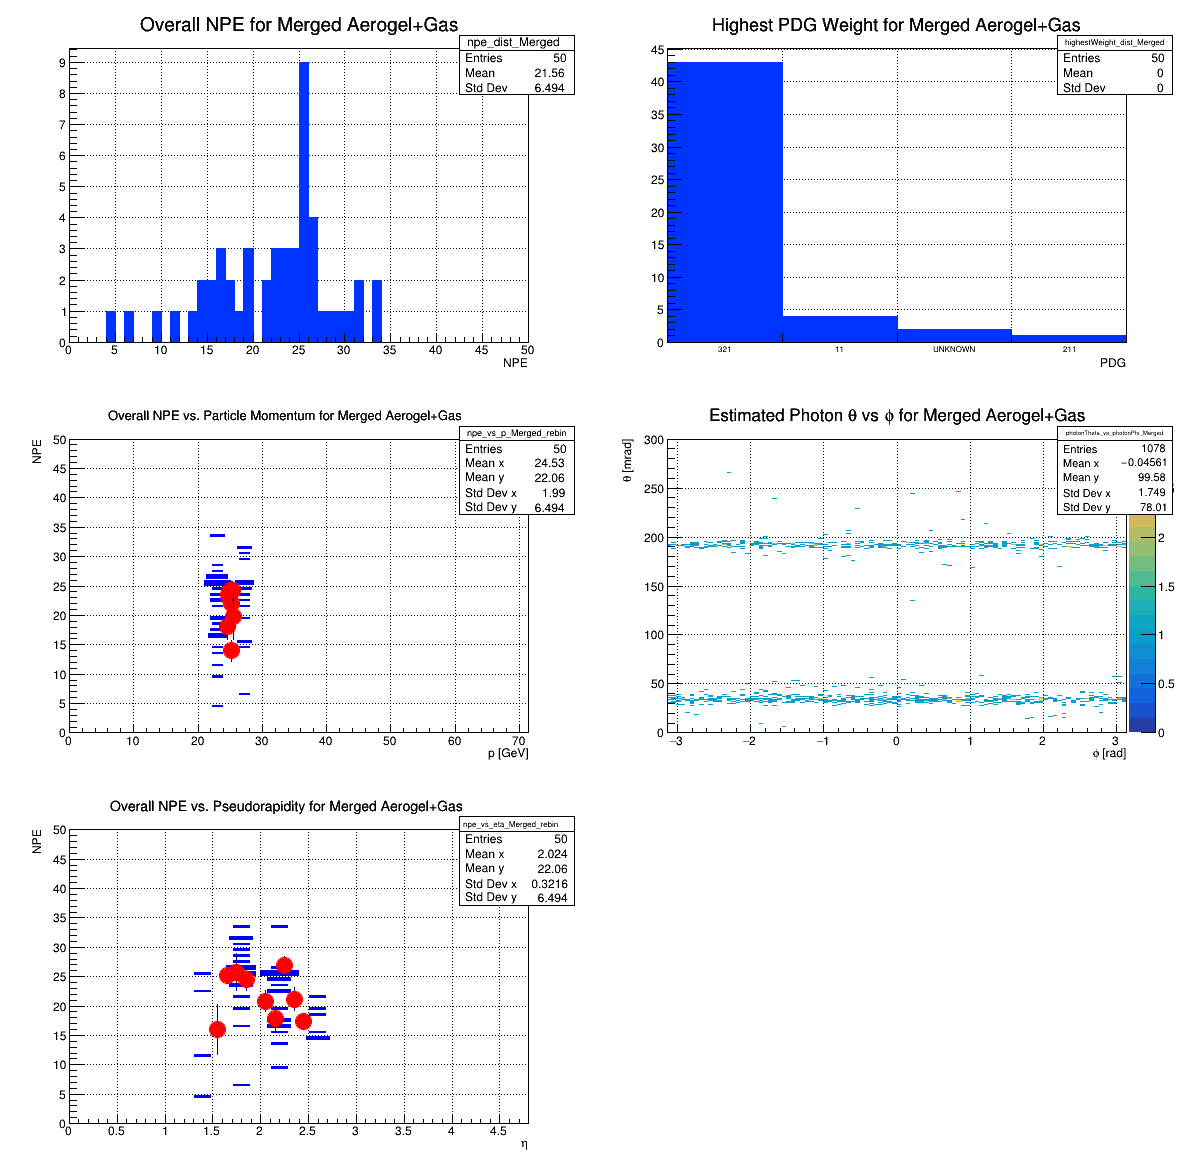 Overall NPE for Merged Aerogel+Gas
npe_dist_Merged
Entries 50
Mean 21.56
Std Dev 6.494
9
8
7
6
5
4
3
2
1
0
0 5 10 15 20 25 30 35 40 45 50
NPE
Highest PDG Weight for Merged Aerogel+Gas
highestWeight_dist_Merged
Entries 50
Mean 0
Std Dev 0
45
40
35
30
25
20
15
10
5
0
321 11 UNKNOWN 211
PDG
Overall NPE vs. Particle Momentum for Merged Aerogel+Gas
npe_vs_p_Merged_rebin
Entries 50
Mean x 24.53
Mean y 22.06
Std Dev x 1.99
Std Dev y 6.494
NPE
50
45
40
35
30
25
20
15
10
5
0
0 10 20 30 40 50 60 70
p [GeV]
Estimated Photon θ vs ϕ for Merged Aerogel+Gas
photonTheta_vs_photonPhi_Merged
Entries 1078
Mean x −0.04561
Mean y 99.58
Std Dev x 1.749
Std Dev y 78.01
θ [mrad]
300
250
200
150
100
50
0
−3 −2 −1 0 1 2 3
ϕ [rad]
2
1.5
1
0.5
0
Overall NPE vs. Pseudorapidity for Merged Aerogel+Gas
npe_vs_eta_Merged_rebin
Entries 50
Mean x 2.024
Mean y 22.06
Std Dev x 0.3216
Std Dev y 6.494
NPE
50
45
40
35
30
25
20
15
10
5
0
0 0.5 1 1.5 2 2.5 3 3.5 4 4.5
η